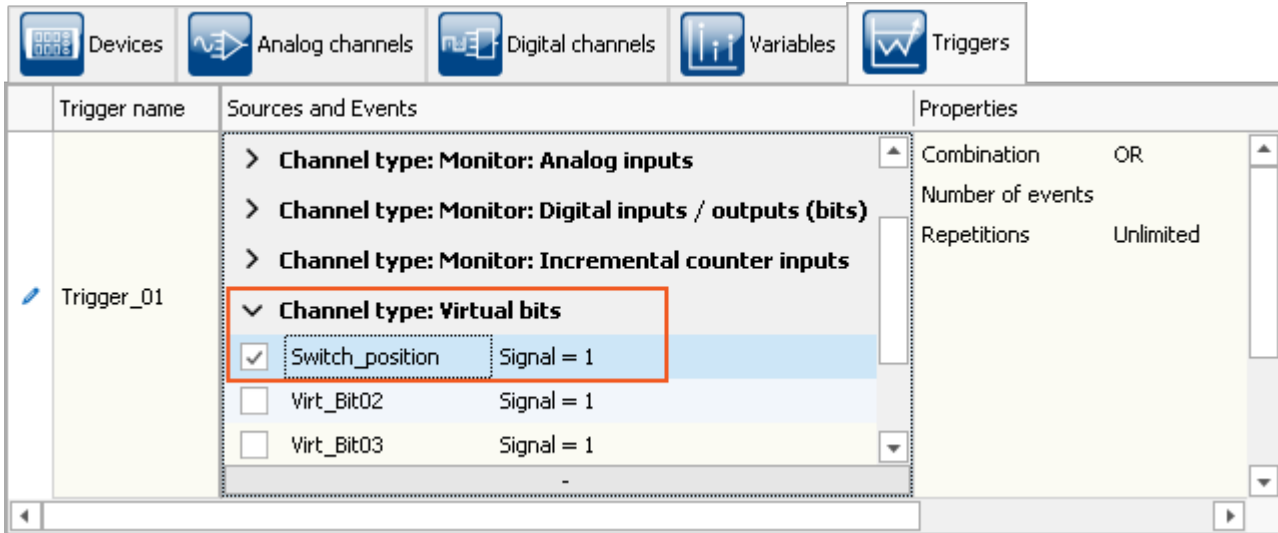 Devices Analog channels Digital channels Variables Triggers
Trigger name Sources and Events Properties
Channel type: Monitor: Analog inputs
Combination OR
Channel type: Monitor: Digital inputs / outputs (bits)
Number of events
Repetitions Unlimited
Channel type: Monitor: Incremental counter inputs
Trigger_01
Channel type: Virtual bits
Switch_position Signal = 1
Virt_Bit02 Signal = 1
Virt_Bit03 Signal = 1
-